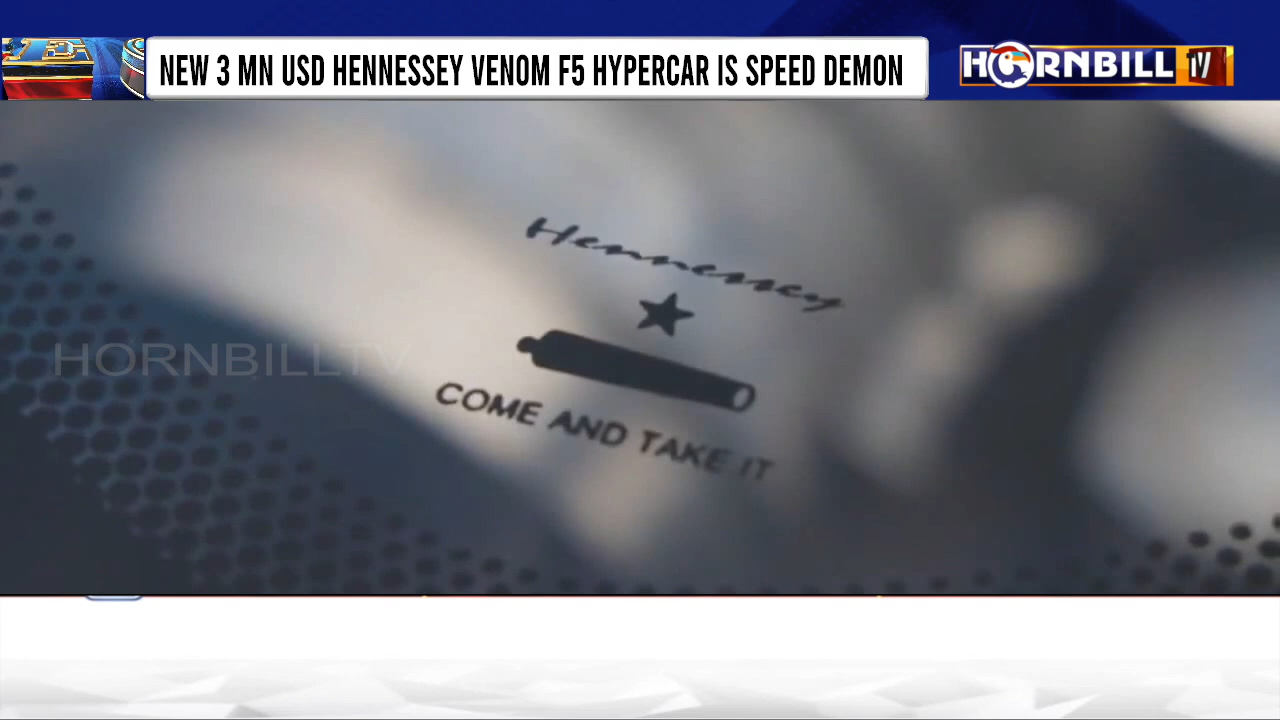 NEW 3 MN USD HENNESSEY VENOM F5 HYPERCAR IS SPEED DEMON
HORNBILL TV
Hennessey
HORNBILLTV
COME AND TAKE IT